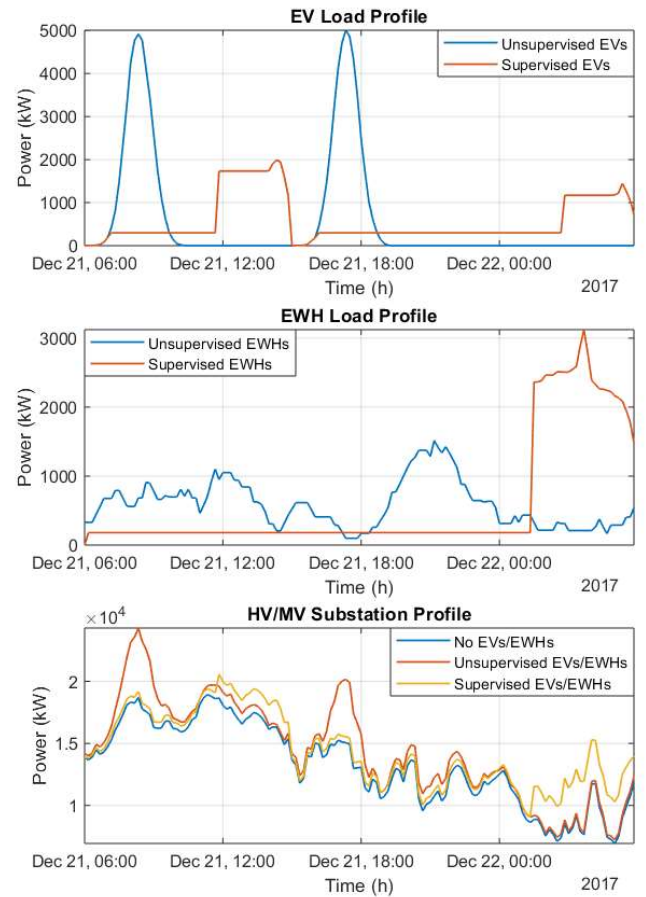 EV Load Profile
5000
4000
3000
2000
1000
0
Power (kW)
Unsupervised EVs
Supervised EVs
Dec 21, 06:00 Dec 21, 12:00 Dec 21, 18:00 Dec 22, 00:00
Time (h) 2017
EWH Load Profile
3000
2000
1000
0
Power (kW)
Unsupervised EWHs
Supervised EWHs
Dec 21, 06:00 Dec 21, 12:00 Dec 21, 18:00 Dec 22, 00:00
Time (h) 2017
HV/MV Substation Profile
× 10⁴
2
1.5
1
Power (kW)
No EVs/EWHs
Unsupervised EVs/EWHs
Supervised EVs/EWHs
Dec 21, 06:00 Dec 21, 12:00 Dec 21, 18:00 Dec 22, 00:00
Time (h) 2017